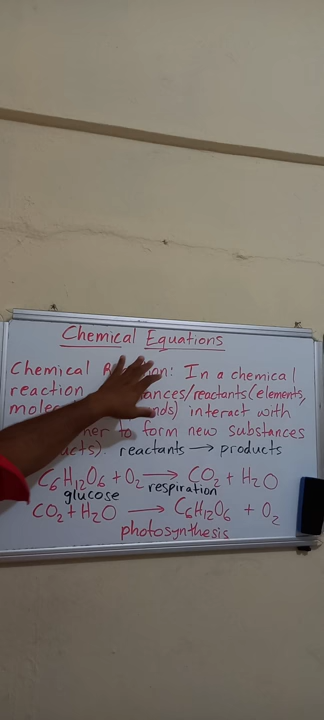 Chemical Equations
Chemical on: In a chemical
reaction ances/reactants (elements,
mole nds) interact with
her to form new substances
ucts). reactants → products
C₆H₁₂O₆ + O₂ → CO₂ + H₂O
glucose respiration
CO₂ + H₂O → C₆H₁₂O₆ + O₂
photosynthesis